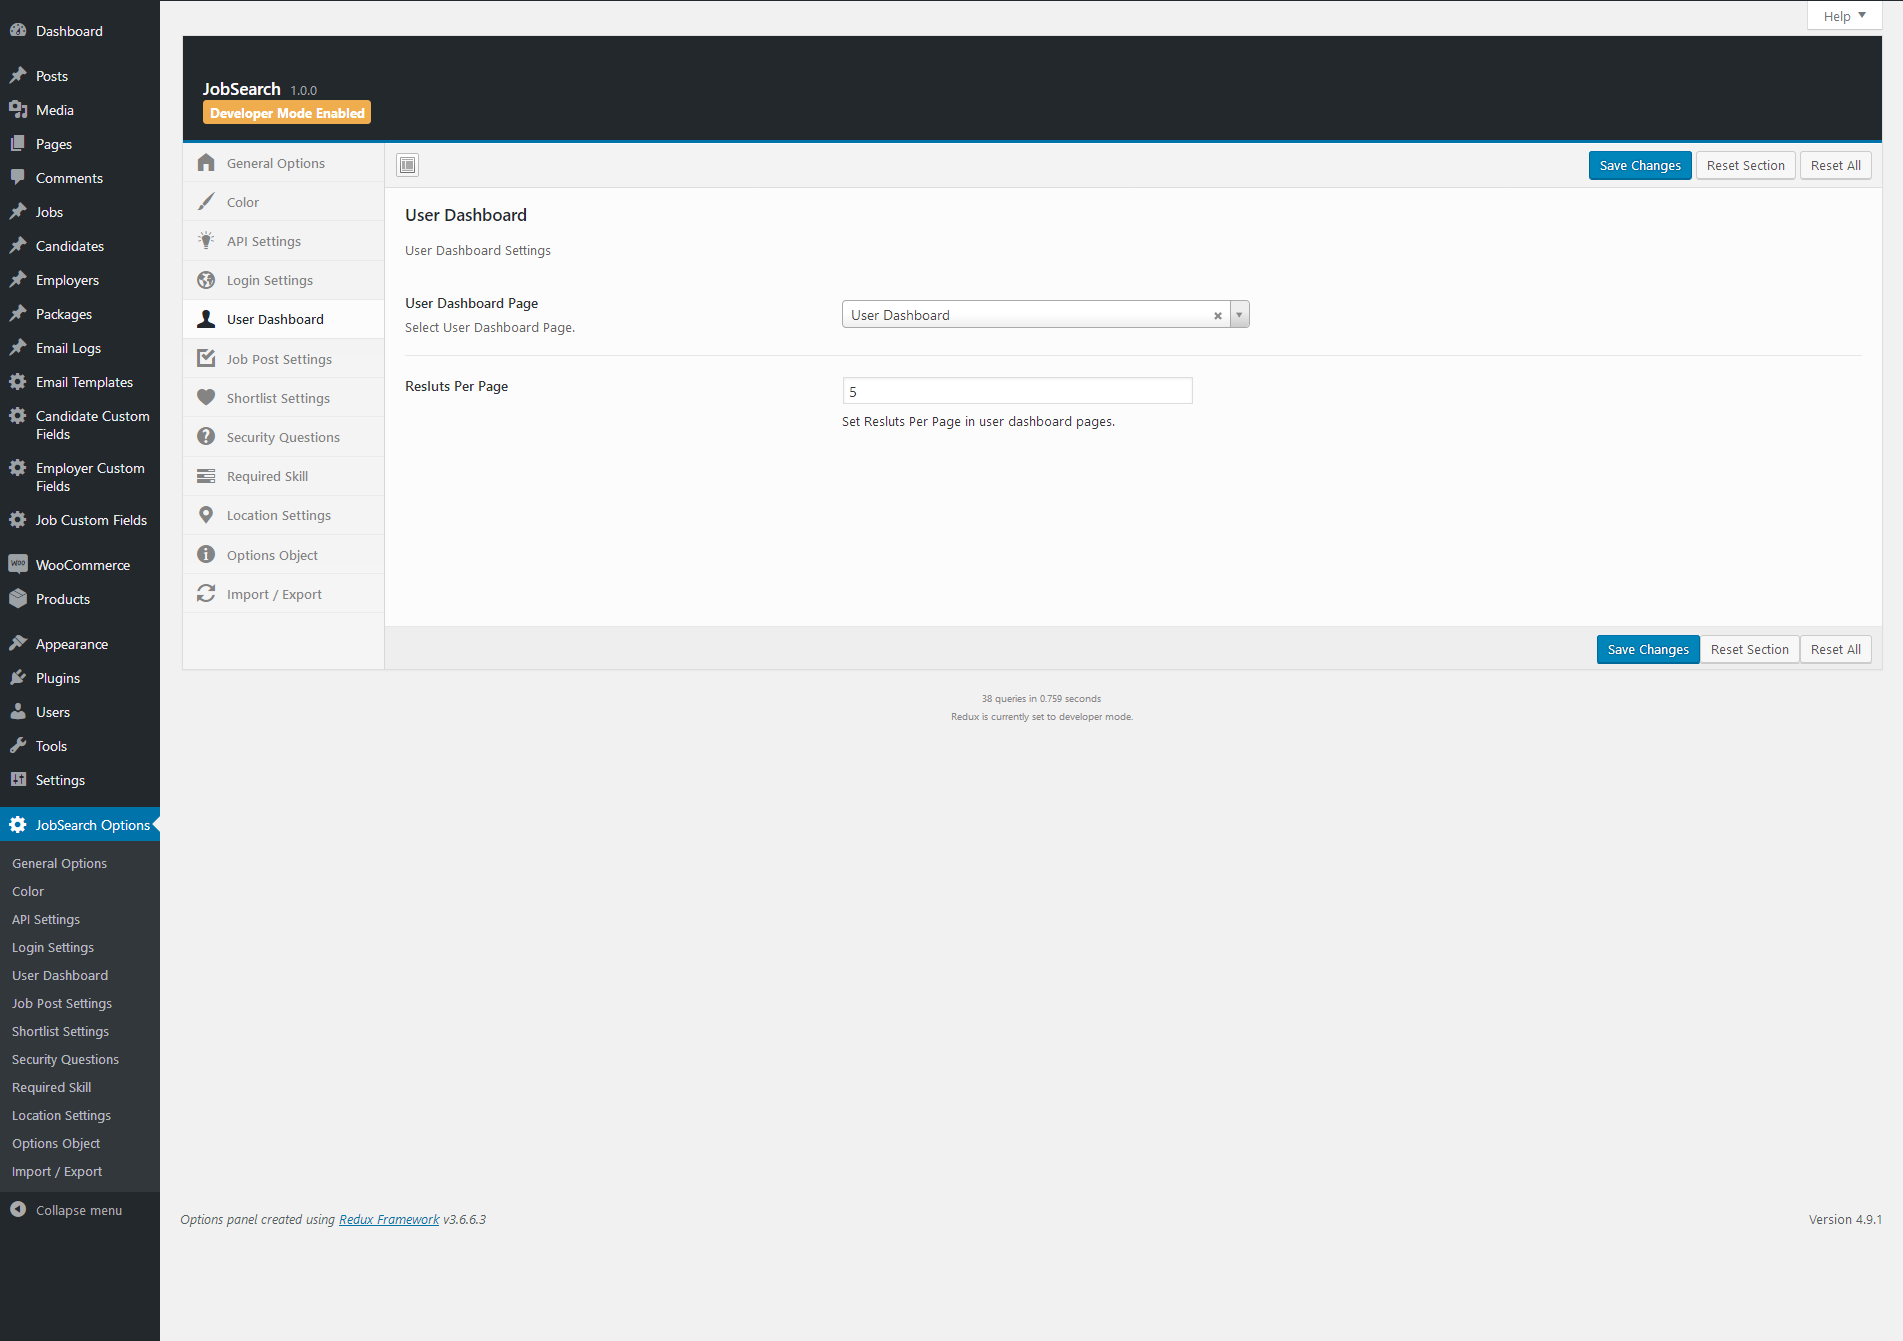 Dashboard
Posts
Media
Pages
Comments
Jobs
Candidates
Employers
Packages
Email Logs
Email Templates
Candidate Custom
Fields
Employer Custom
Fields
Job Custom Fields
WOO WooCommerce
Products
Appearance
Plugins
Users
Tools
Settings
JobSearch Options
General Options
Color
API Settings
Login Settings
User Dashboard
Job Post Settings
Shortlist Settings
Security Questions
Required Skill
Location Settings
Options Object
Import / Export
Collapse menu
Help
JobSearch 1.0.0
Developer Mode Enabled
General Options
Color
API Settings
Login Settings
User Dashboard
Job Post Settings
Shortlist Settings
Security Questions
Required Skill
Location Settings
Options Object
Import / Export
Save Changes Reset Section Reset All
User Dashboard
User Dashboard Settings
User Dashboard Page
Select User Dashboard Page.
User Dashboard
Resluts Per Page
5
Set Resluts Per Page in user dashboard pages.
Save Changes Reset Section Reset All
38 queries in 0.759 seconds
Redux is currently set to developer mode.
Options panel created using Redux Framework v3.6.6.3
Version 4.9.1